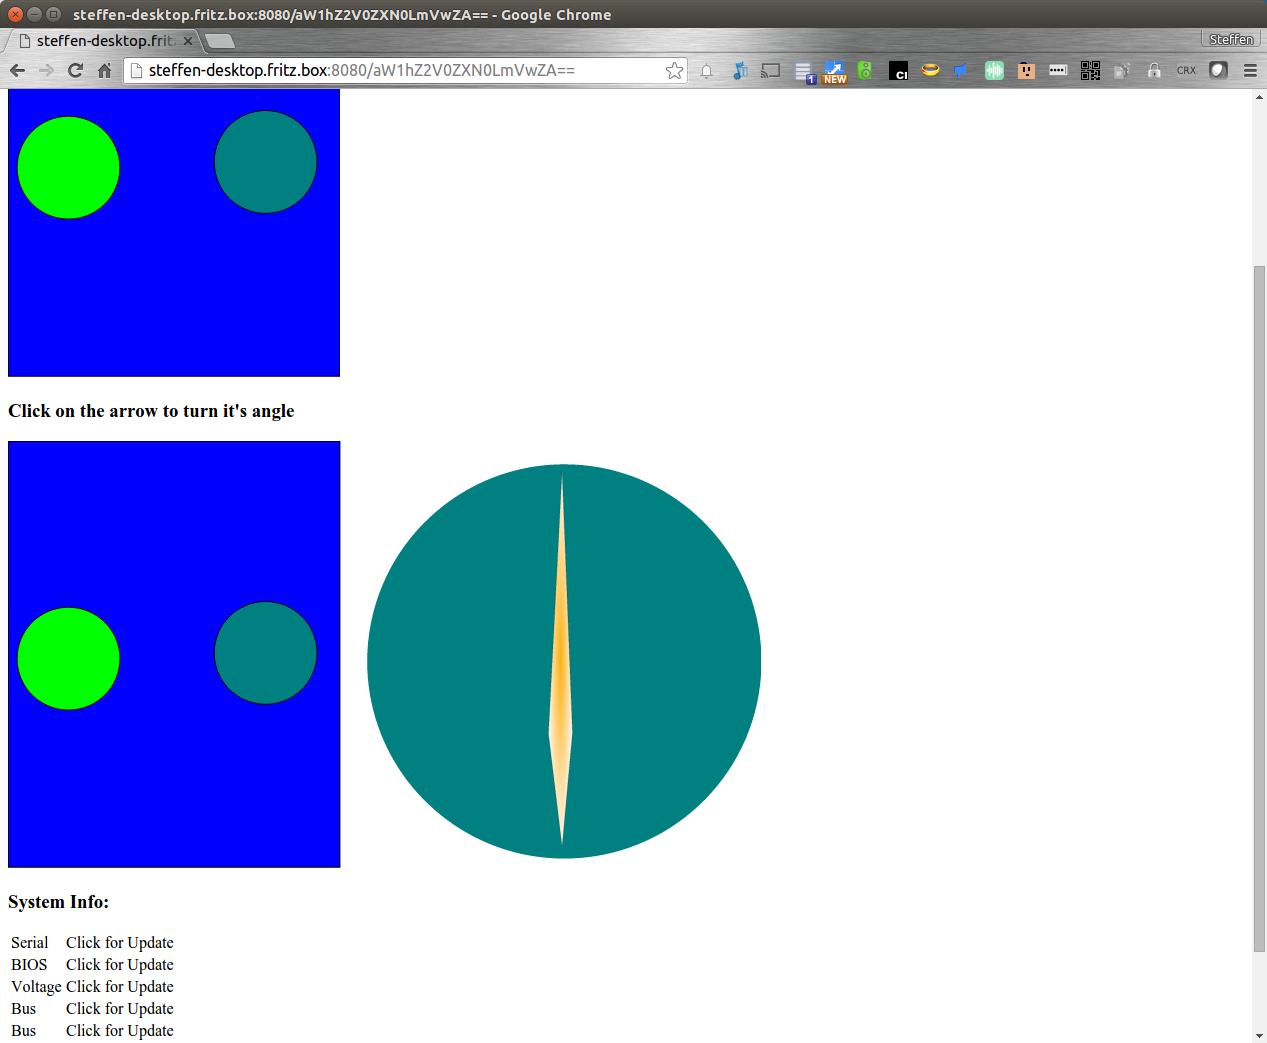 steffen-desktop.fritz.box:8080/aW1hZ2V0ZXN0LmVwZA== - Google Chrome
steffen-desktop.frit
Steffen
steffen-desktop.fritz.box:8080/aW1hZ2V0ZXN0LmVwZA==
1
NEW
CI
CRX
Click on the arrow to turn it's angle
System Info:
Serial Click for Update
BIOS Click for Update
Voltage Click for Update
Bus Click for Update
Bus Click for Update